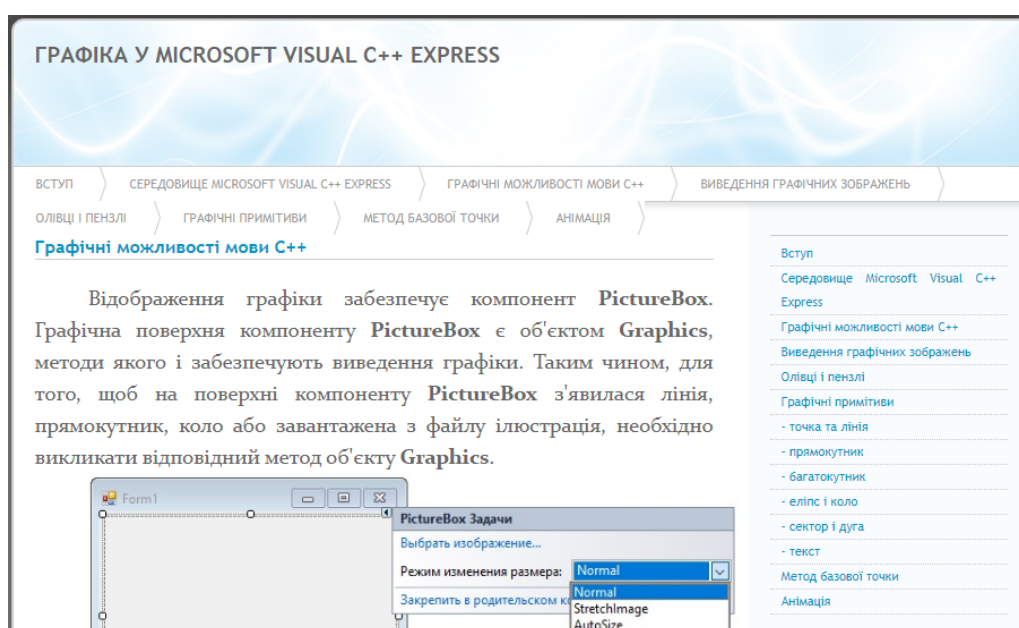 ГРАФІКА У MICROSOFT VISUAL C++ EXPRESS
ВСТУП
СЕРЕДОВИЩЕ MICROSOFT VISUAL C++ EXPRESS
ГРАФІЧНІ МОЖЛИВОСТІ МОВИ C++
ВИВЕДЕННЯ ГРАФІЧНИХ ЗОБРАЖЕНЬ
ОЛІВЦІ І ПЕНЗЛІ
ГРАФІЧНІ ПРИМІТИВИ
МЕТОД БАЗОВОЇ ТОЧКИ
АНІМАЦІЯ
Графічні можливості мови C++
Відображення графіки забезпечує компонент PictureBox.
Графічна поверхня компоненту PictureBox є об'єктом Graphics,
методи якого і забезпечують виведення графіки. Таким чином, для
того, щоб на поверхні компоненту PictureBox з'явилася лінія,
прямокутник, коло або завантажена з файлу ілюстрація, необхідно
викликати відповідний метод об'єкту Graphics.
Form1
PictureBox Задачи
Выбрать изображение...
Режим изменения размера: Normal
Закрепить в родительском
Normal
StretchImage
AutoSize
Вступ
Середовище Microsoft Visual C++
Express
Графічні можливості мови C++
Виведення графічних зображень
Олівці і пензлі
Графічні примітиви
- точка та лінія
- прямокутник
- багатокутник
- еліпс і коло
- сектор і дуга
- текст
Метод базової точки
Анімація